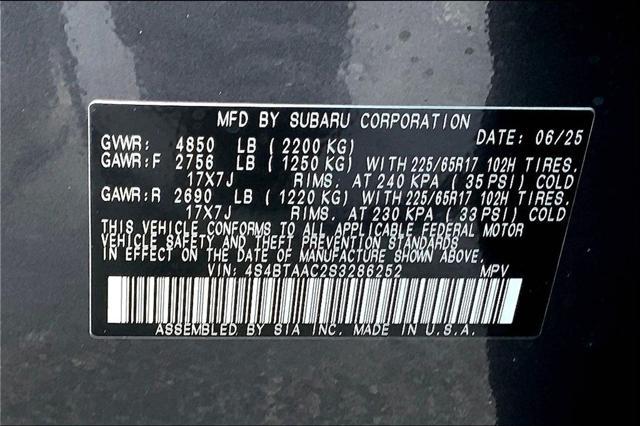 MFD BY SUBARU CORPORATION
DATE: 06/25
GVWR: 4850 LB (2200 KG)
GAWR:F 2756 LB (1250 KG) WITH 225/65R17 102H TIRES,
17X7J RIMS, AT 240 KPA (35 PSI) COLD
GAWR:R 2690 LB (1220 KG) WITH 225/65R17 102H TIRES,
17X7J RIMS, AT 230 KPA (33 PSI) COLD
THIS VEHICLE CONFORMS TO ALL APPLICABLE FEDERAL MOTOR
VEHICLE SAFETY AND THEFT PREVENTION STANDARDS
IN EFFECT ON THE DATE OF MANUFACTURE SHOWN ABOVE.
VIN: 4S4BTAAC2S3286252 MPV
ASSEMBLED BY SIA INC. MADE IN U.S.A.